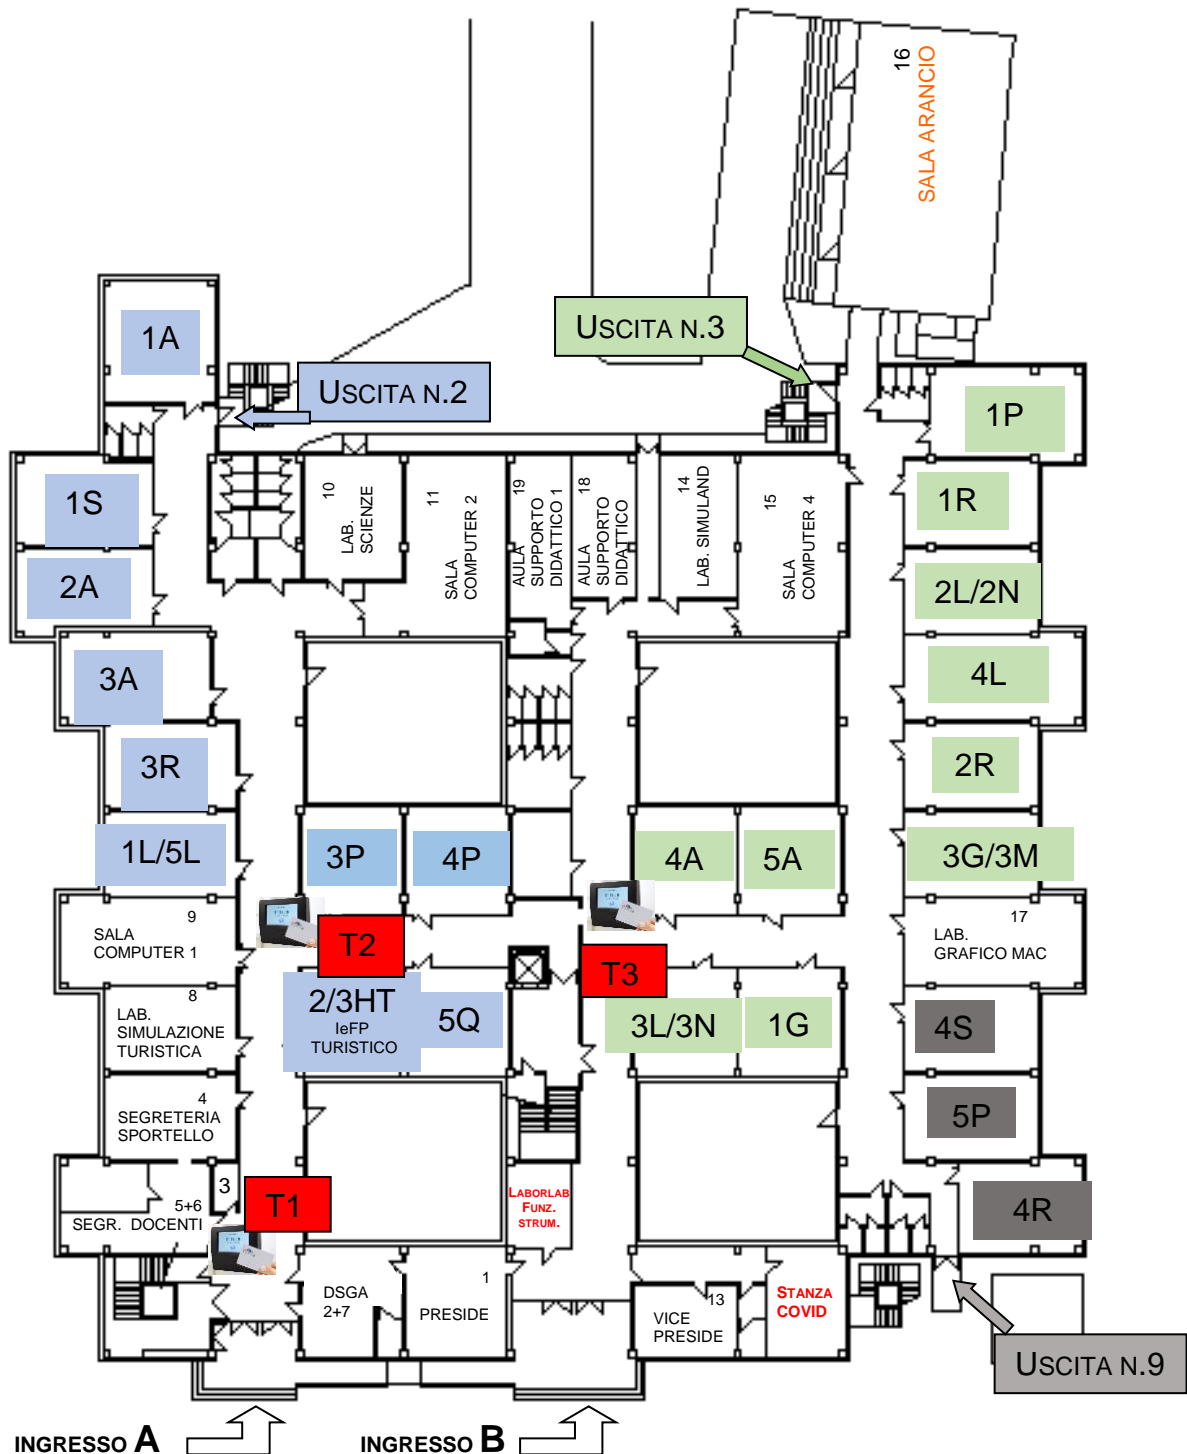 16
SALA ARANCIO
USCITA N.3
1A
USCITA N.2
1P
1S
10
LAB.
SCIENZE
11
SALA
COMPUTER 2
19
AULA
SUPPORTO
DIDATTICO 1
18
AULA
SUPPORTO
DIDATTICO
14
LAB. SIMULAND
15
SALA
COMPUTER 4
1R
2A
2L/2N
3A
4L
3R
2R
1L/5L
3P
4P
4A
5A
3G/3M
9
SALA
COMPUTER 1
T2
T3
17
LAB.
GRAFICO MAC
8
LAB.
SIMULAZIONE
TURISTICA
2/3HT
IeFP
TURISTICO
5Q
3L/3N
1G
4S
4
SEGRETERIA
SPORTELLO
5P
3
T1
5+6
SEGR. DOCENTI
LABORLAB
FUNZ.
STRUM.
4R
DSGA
2+7
1
PRESIDE
13
VICE
PRESIDE
STANZA
COVID
USCITA N.9
INGRESSO A
INGRESSO B